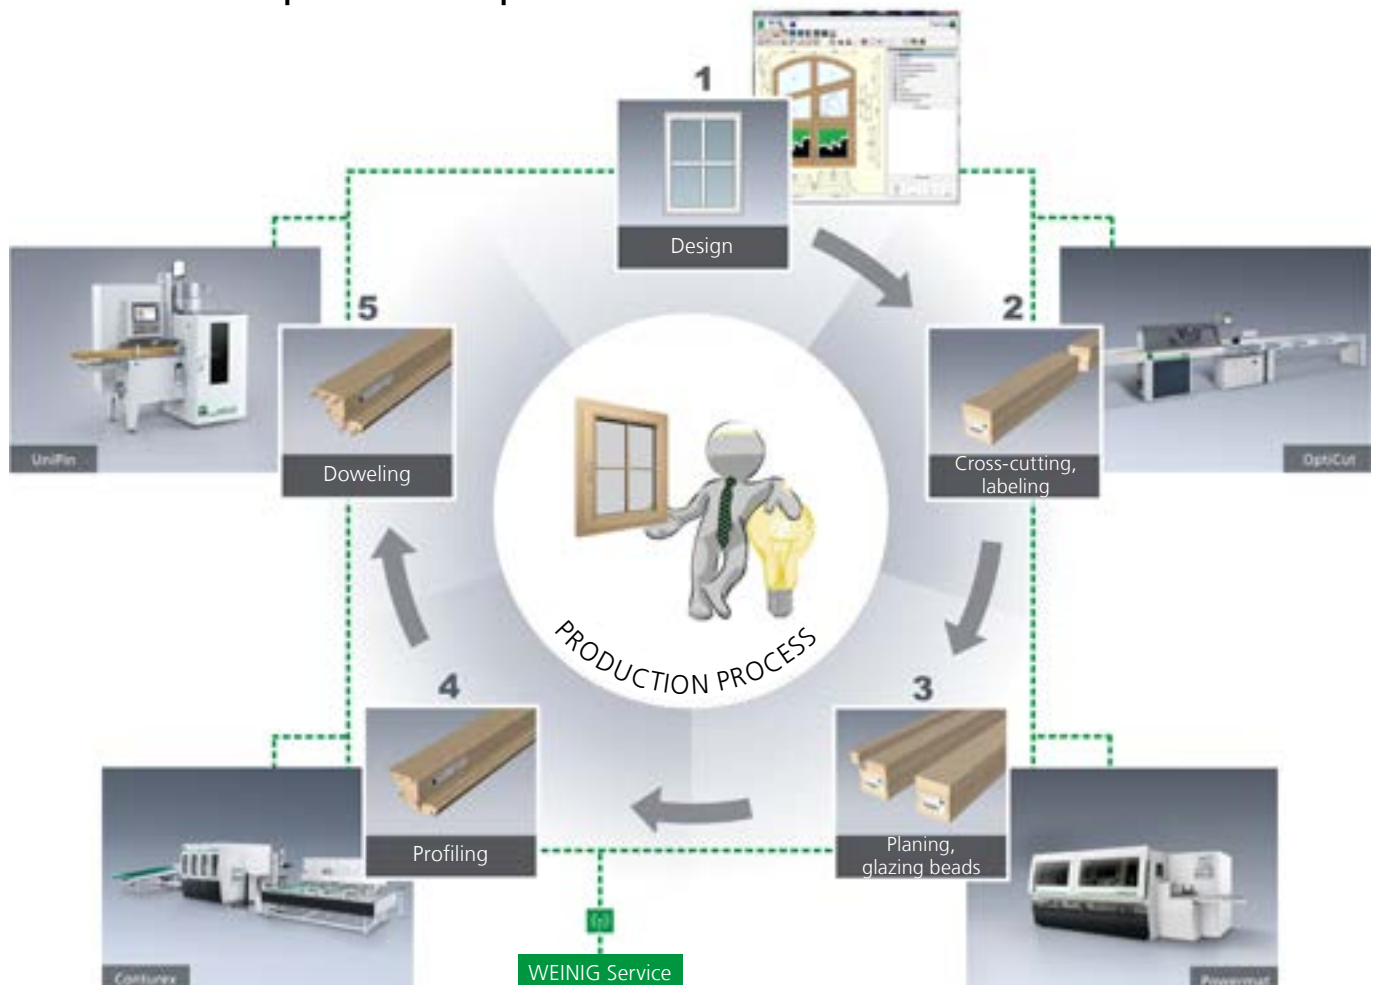 1
Design
2
Cross-cutting,
labeling
OptiCut
3
Planing,
glazing beads
Powermat
4
Profiling
Conturex
5
Doweling
UniPin
PRODUCTION PROCESS
WEINIG Service